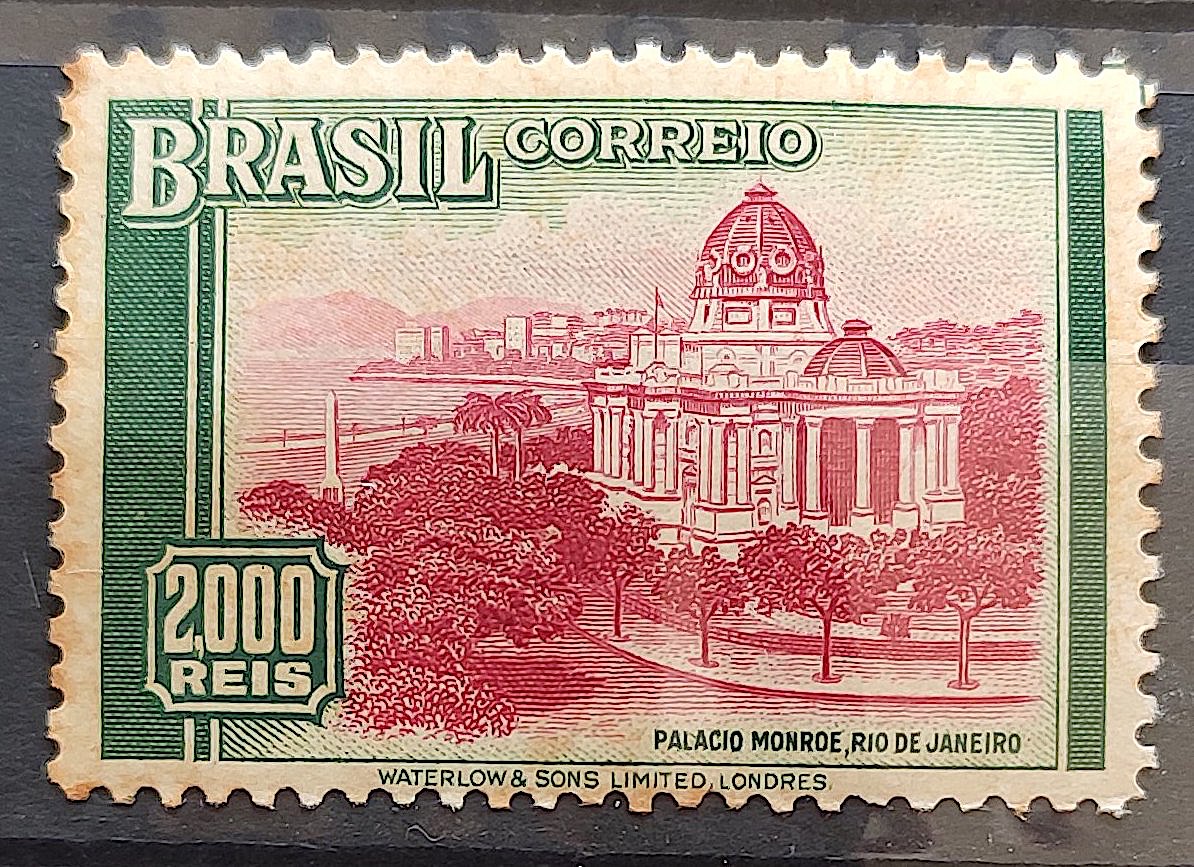 BRASIL CORREIO
2,000
REIS
PALACIO MONROE, RIO DE JANEIRO
WATERLOW & SONS LIMITED, LONDRES.